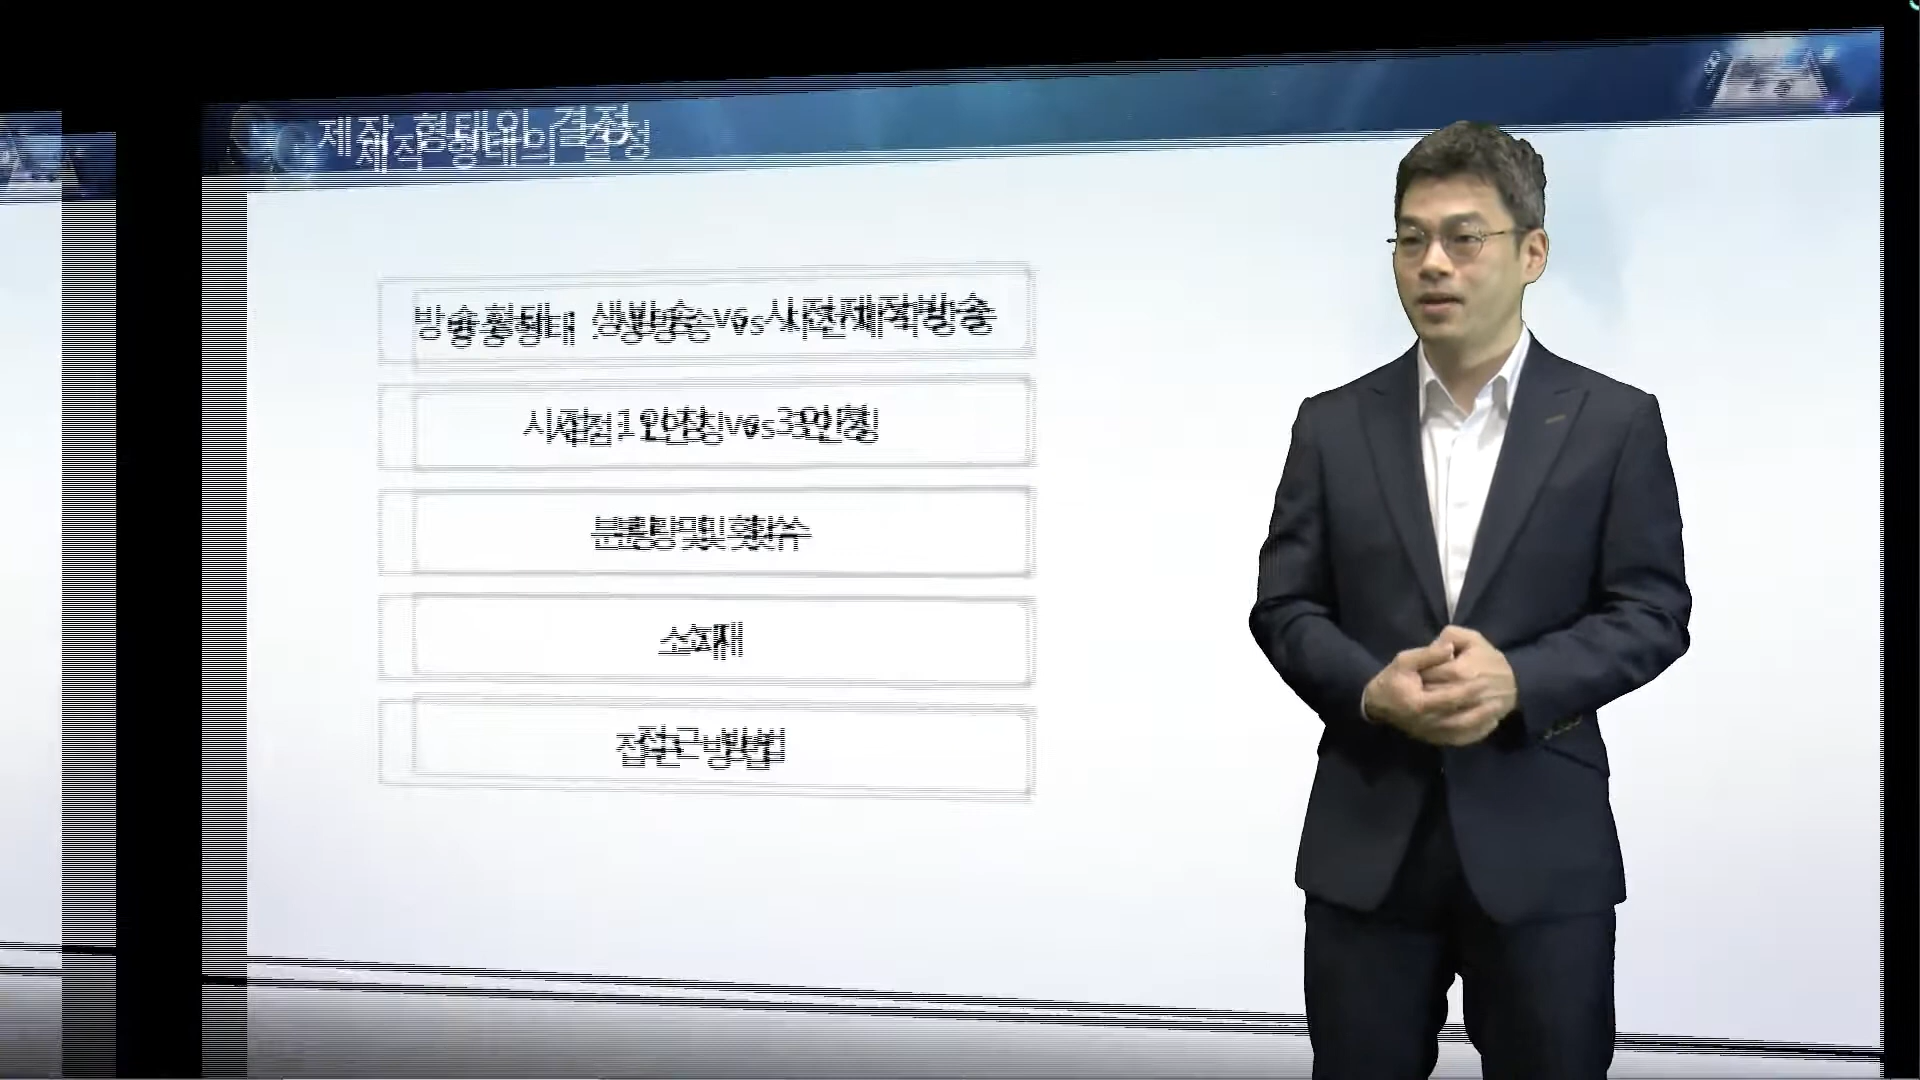 제작 형태의 결정
방송 형태 : 생방송 vs 사전제작방송
시점 : 1인칭 vs 3인칭
분량 및 횟수
소재
접근 방법